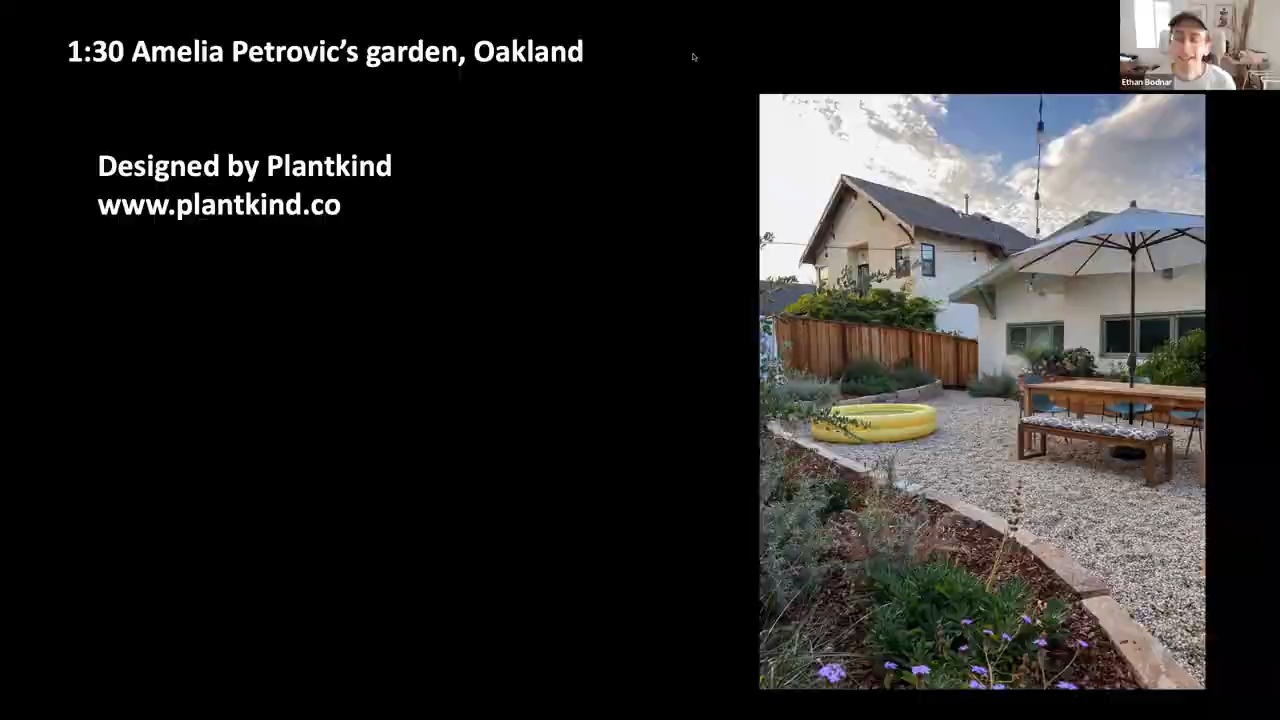 1:30 Amelia Petrovic's garden, Oakland
Designed by Plantkind
www.plantkind.co
Ethan Bodnar